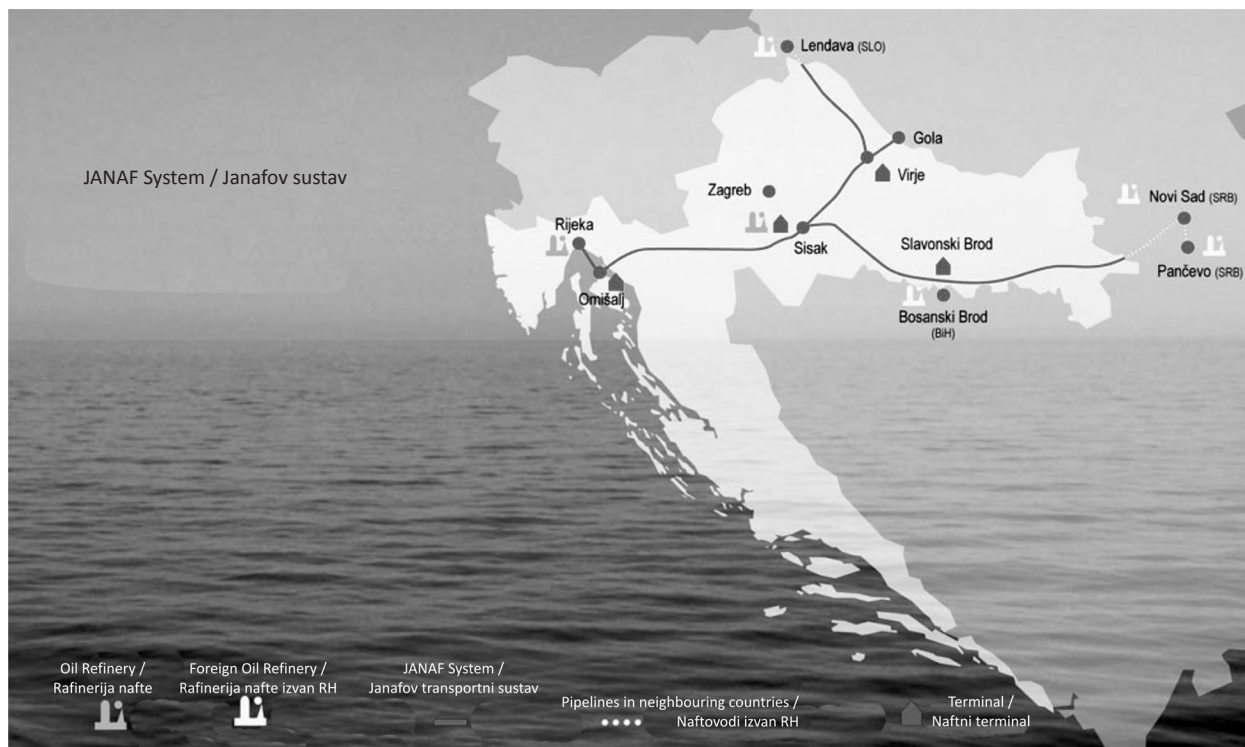 Lendava (SLO)
Gola
Virje
JANAF System / Janafov sustav
Zagreb
Novi Sad (SRB)
Rijeka
Sisak
Slavonski Brod
Pančevo (SRB)
Omišalj
Bosanski Brod
(BiH)
Oil Refinery /
Rafinerija nafte
Foreign Oil Refinery /
Rafinerija nafte izvan RH
JANAF System /
Janafov transportni sustav
Pipelines in neighbouring countries /
Naftovodi izvan RH
Terminal /
Naftni terminal